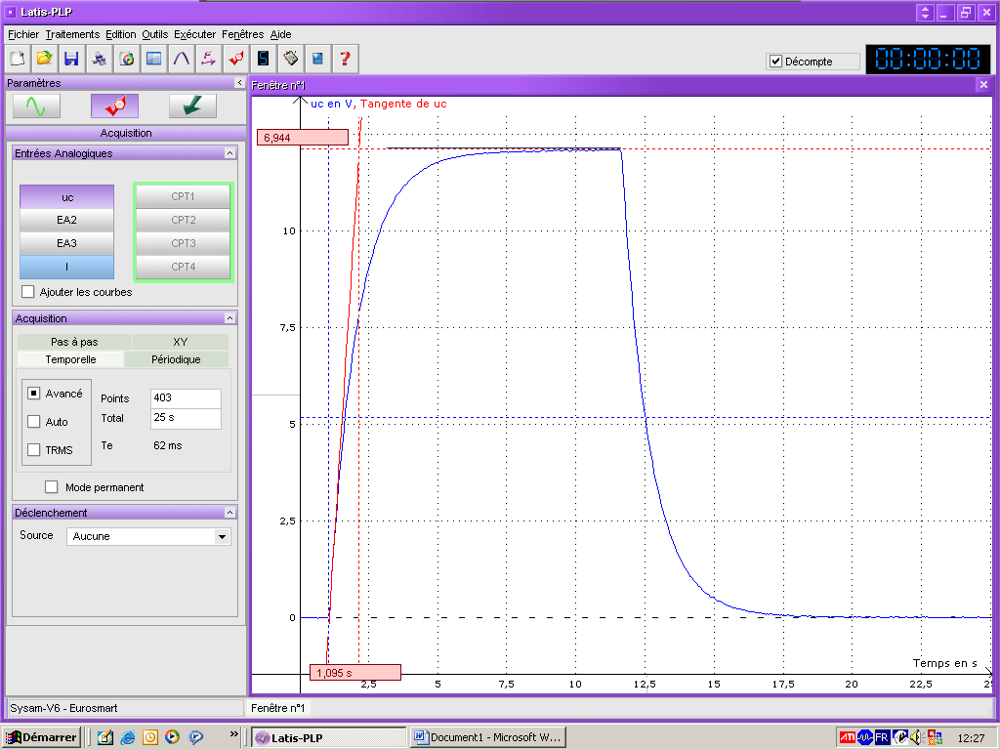 Latis-PLP
Fichier Traitements Edition Outils Exécuter Fenêtres Aide
Décompte
00:00:00
Paramètres
Fenêtre n°1
Acquisition
Entrées Analogiques
uc CPT1
EA2 CPT2
EA3 CPT3
I CPT4
Ajouter les courbes
Acquisition
Pas à pas XY
Temporelle Périodique
Avancé
Auto
TRMS
Points 403
Total 25 s
Te 62 ms
Mode permanent
Déclenchement
Source Aucune
uc en V, Tangente de uc
6,944
10
7,5
5
2,5
0
Temps en s
1,095 s
2,5 5 7,5 10 12,5 15 17,5 20 22,5 25
Sysam-V6 - Eurosmart
Fenêtre n°1
Démarrer
Latis-PLP
Document1 - Microsoft W...
ATI
FR
12:27